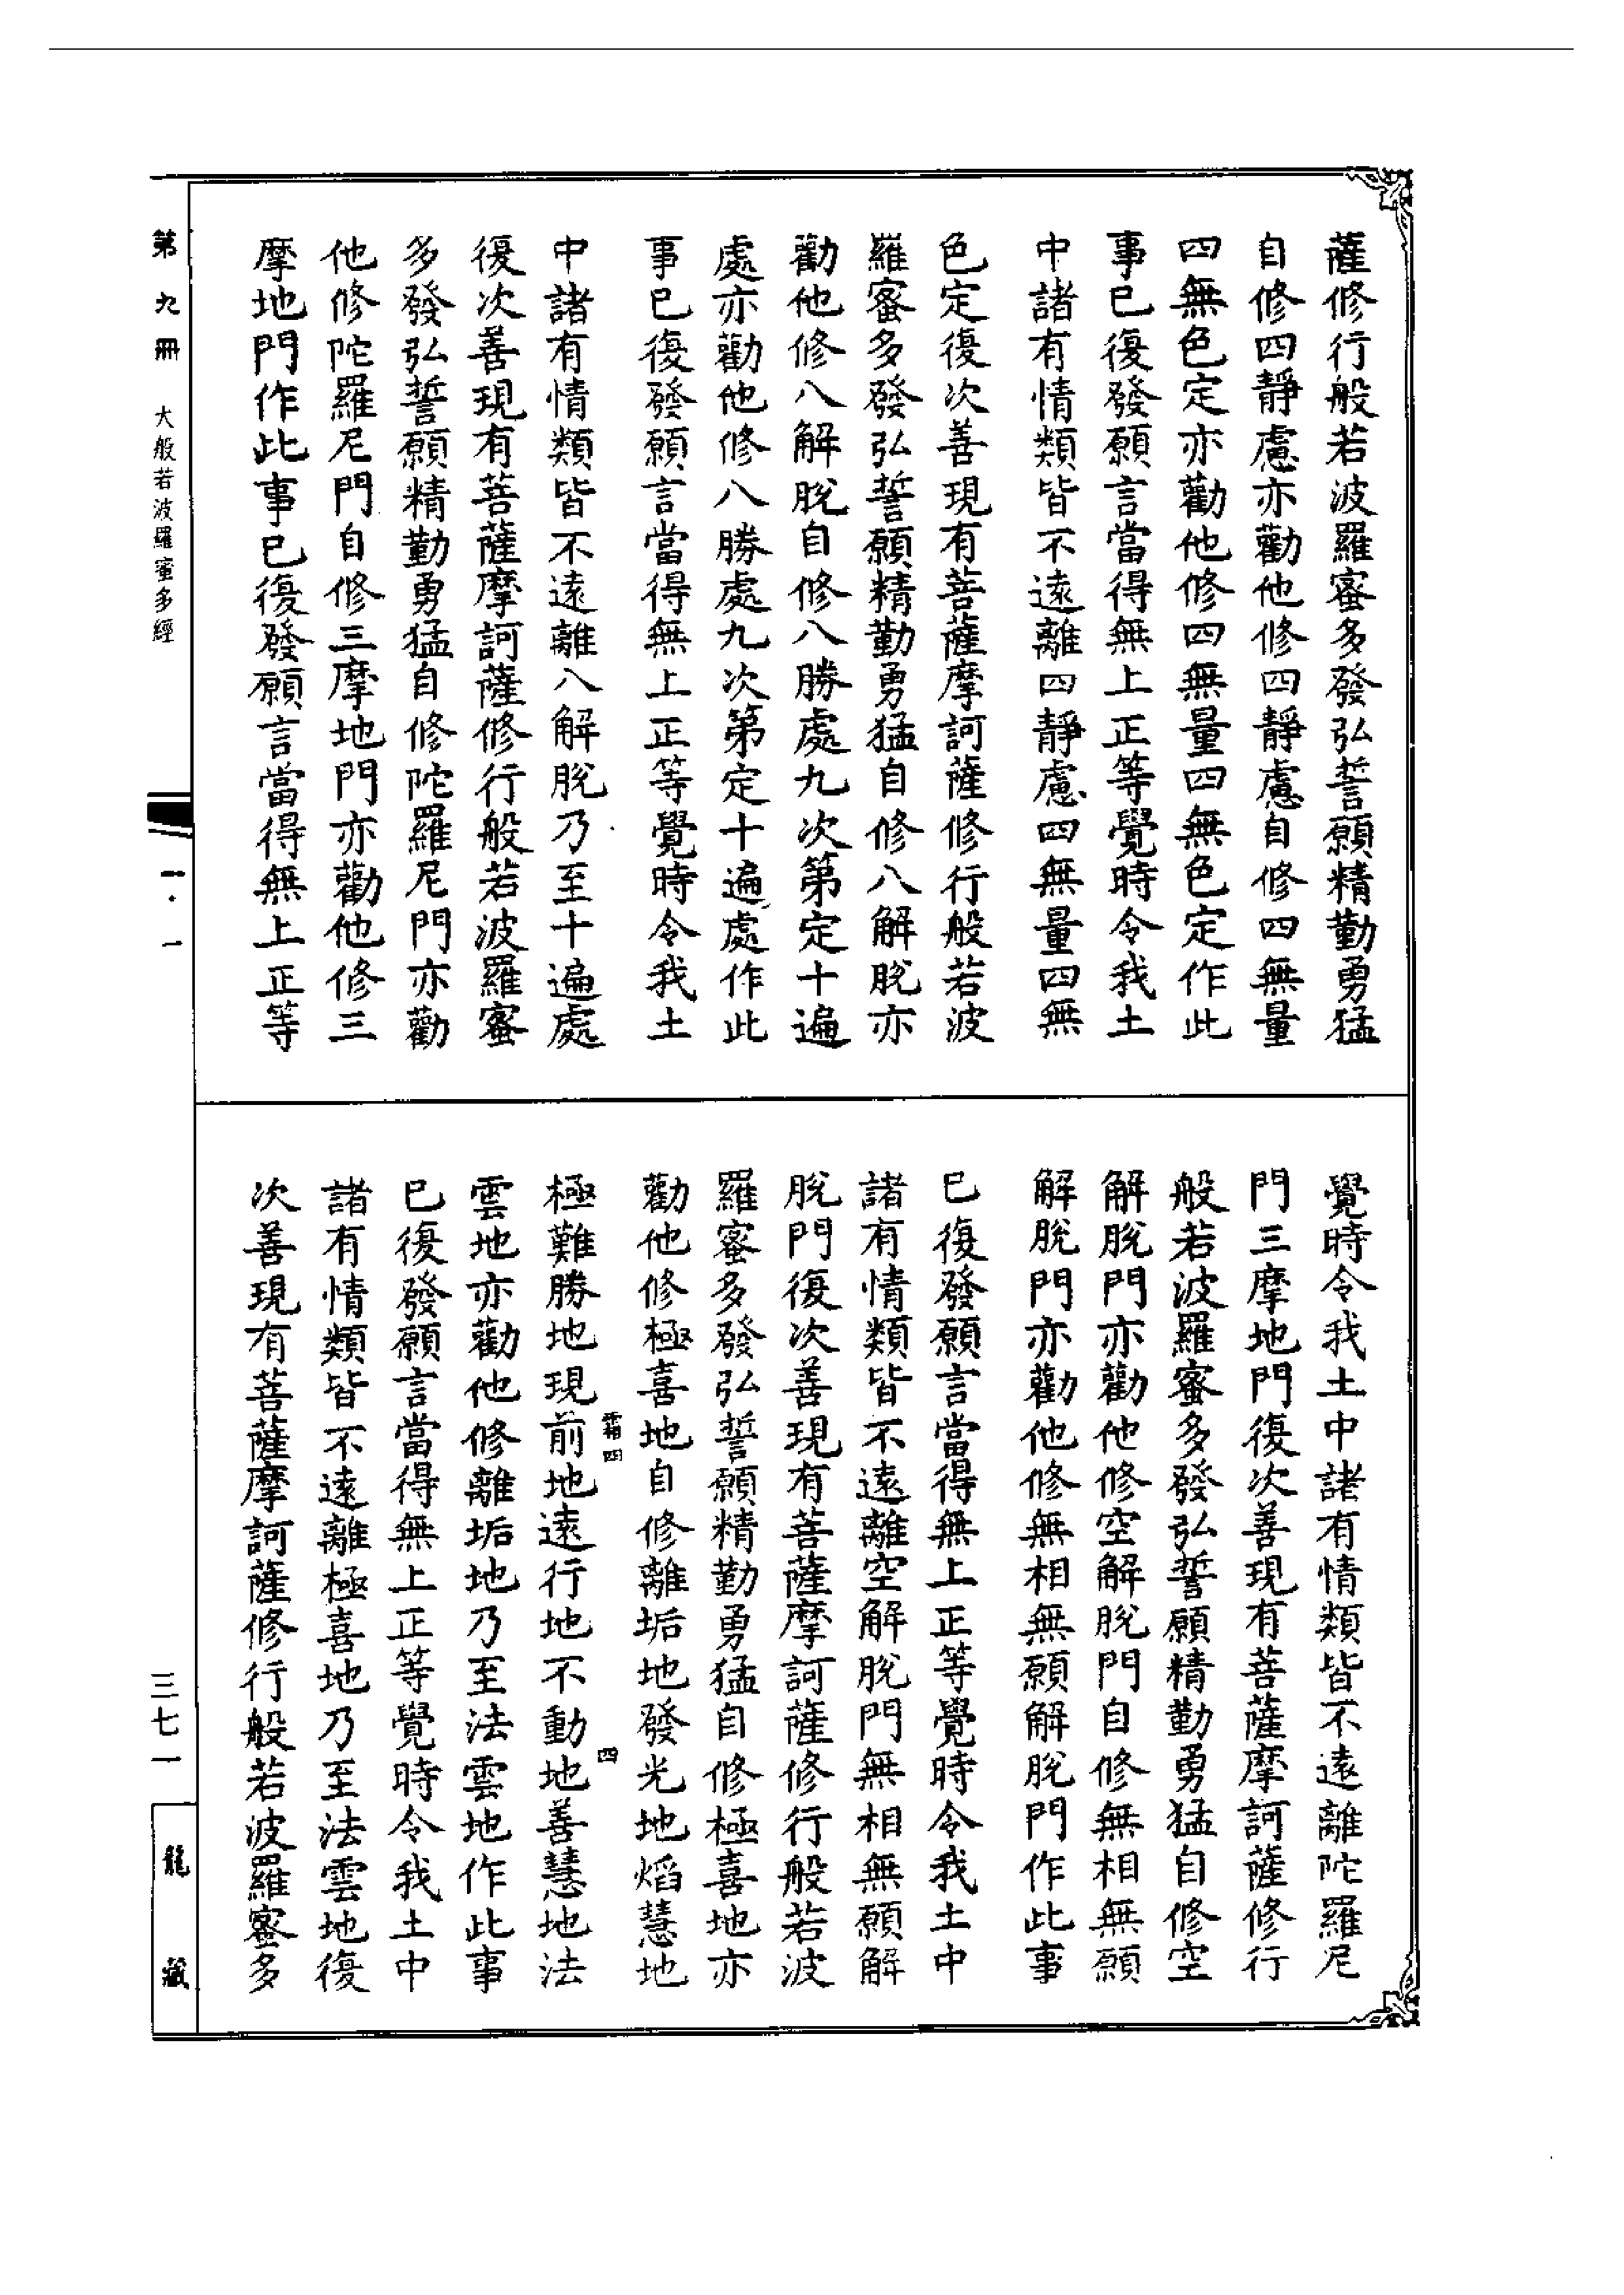 薩修行般若波羅蜜多發弘誓願精勤勇猛
自修四靜慮亦勸他修四靜慮自修四無量
四無色定亦勸他修四無量四無色定作此
事已復發願言當得無上正等覺時令我土
中諸有情類皆不遠離四靜慮四無量四無
色定復次善現有菩薩摩訶薩修行般若波
羅蜜多發弘誓願精勤勇猛自修八解脫亦
勸他修八解脫自修八勝處九次第定十遍
處亦勸他修八勝處九次第定十遍處作此
事已復發願言當得無上正等覺時令我土
中諸有情類皆不遠離八解脫乃至十遍處
復次善現有菩薩摩訶薩修行般若波羅蜜
多發弘誓願精勤勇猛自修陀羅尼門亦勸
他修陀羅尼門自修三摩地門亦勸他修三
摩地門作此事已復發願言當得無上正等
覺時令我土中諸有情類皆不遠離陀羅尼
門三摩地門復次善現有菩薩摩訶薩修行
般若波羅蜜多發弘誓願精勤勇猛自修空
解脫門亦勸他修空解脫門自修無相無願
解脫門亦勸他修無相無願解脫門作此事
已復發願言當得無上正等覺時令我土中
諸有情類皆不遠離空解脫門無相無願解
脫門復次善現有菩薩摩訶薩修行般若波
羅蜜多發弘誓願精勤勇猛自修極喜地亦
勸他修極喜地自修離垢地發光地焰慧地
霜四 四
極難勝地現前地遠行地不動地善慧地法
雲地亦勸他修離垢地乃至法雲地作此事
已復發願言當得無上正等覺時令我土中
諸有情類皆不遠離極喜地乃至法雲地復
次善現有菩薩摩訶薩修行般若波羅蜜多
第九冊 大般若波羅蜜多經
三七一
龍藏